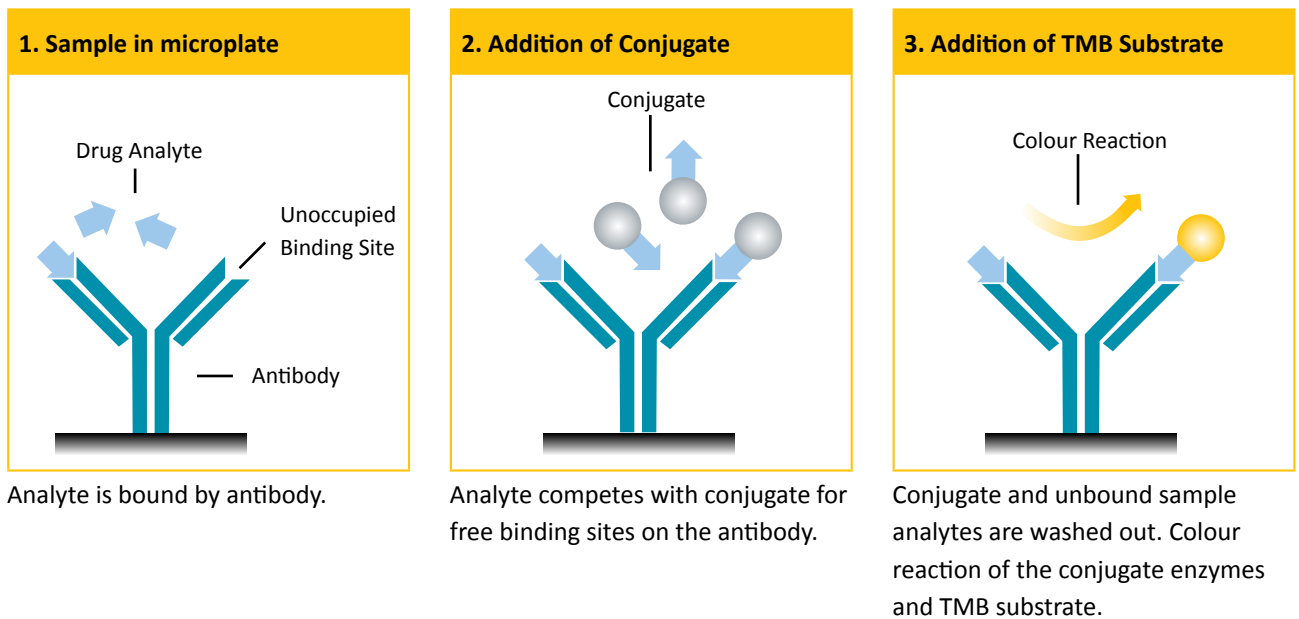 1. Sample in microplate
Drug Analyte
Unoccupied
Binding Site
Antibody
Analyte is bound by antibody.
2. Addition of Conjugate
Conjugate
Analyte competes with conjugate for
free binding sites on the antibody.
3. Addition of TMB Substrate
Colour Reaction
Conjugate and unbound sample
analytes are washed out. Colour
reaction of the conjugate enzymes
and TMB substrate.